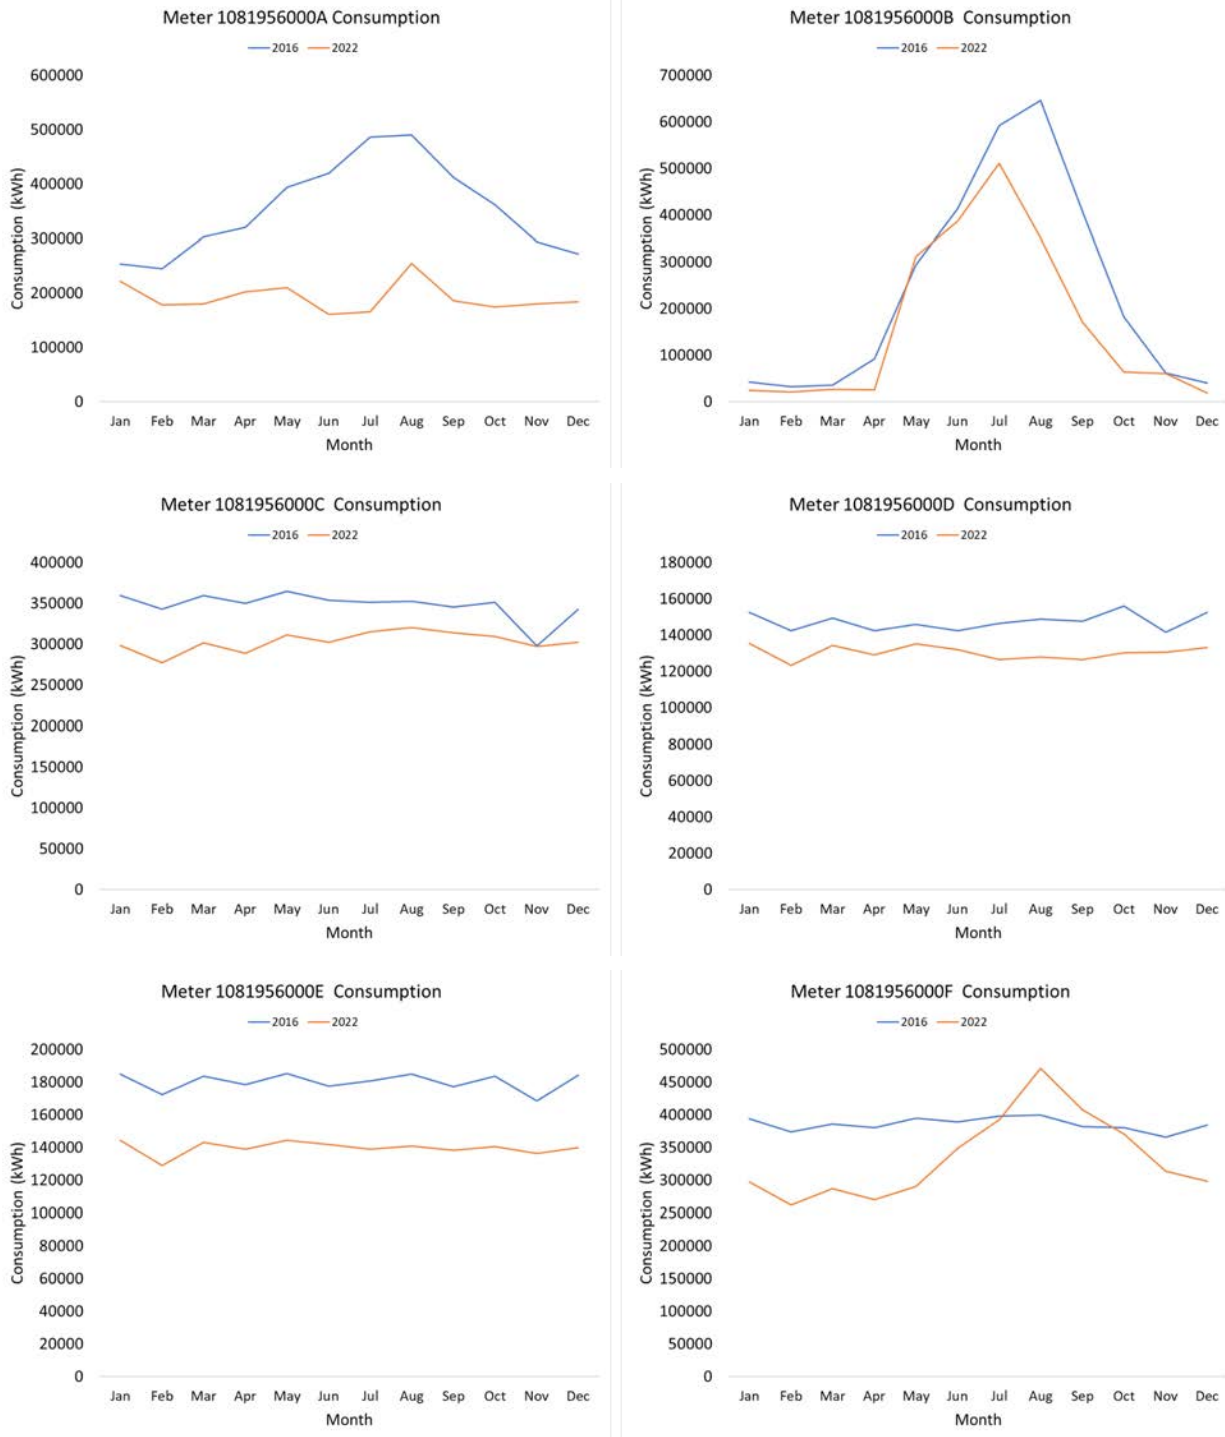 Meter 1081956000A Consumption
2016 2022
600000
500000
400000
300000
200000
100000
0
Consumption (kWh)
Jan Feb Mar Apr May Jun Jul Aug Sep Oct Nov Dec
Month
Meter 1081956000B Consumption
2016 2022
700000
600000
500000
400000
300000
200000
100000
0
Consumption (kWh)
Jan Feb Mar Apr May Jun Jul Aug Sep Oct Nov Dec
Month
Meter 1081956000C Consumption
2016 2022
400000
350000
300000
250000
200000
150000
100000
50000
0
Consumption (kWh)
Jan Feb Mar Apr May Jun Jul Aug Sep Oct Nov Dec
Month
Meter 1081956000D Consumption
2016 2022
180000
160000
140000
120000
100000
80000
60000
40000
20000
0
Consumption (kWh)
Jan Feb Mar Apr May Jun Jul Aug Sep Oct Nov Dec
Month
Meter 1081956000E Consumption
2016 2022
200000
180000
160000
140000
120000
100000
80000
60000
40000
20000
0
Consumption (kWh)
Jan Feb Mar Apr May Jun Jul Aug Sep Oct Nov Dec
Month
Meter 1081956000F Consumption
2016 2022
500000
450000
400000
350000
300000
250000
200000
150000
100000
50000
0
Consumption (kWh)
Jan Feb Mar Apr May Jun Jul Aug Sep Oct Nov Dec
Month